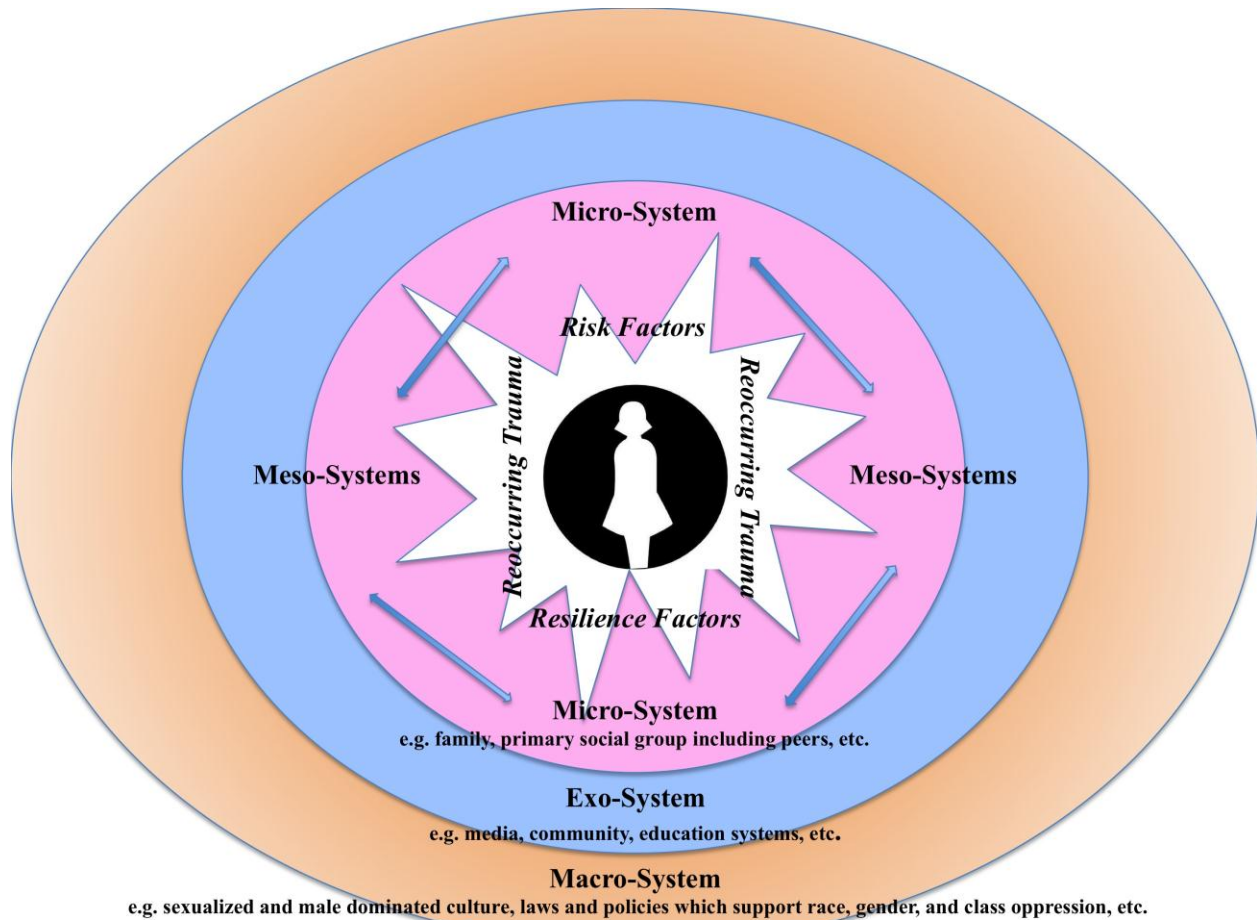 Micro-System
Risk Factors
Reoccurring Trauma
Reoccurring Trauma
Meso-Systems
Meso-Systems
Resilience Factors
Micro-System
e.g. family, primary social group including peers, etc.
Exo-System
e.g. media, community, education systems, etc.
Macro-System
e.g. sexualized and male dominated culture, laws and policies which support race, gender, and class oppression, etc.